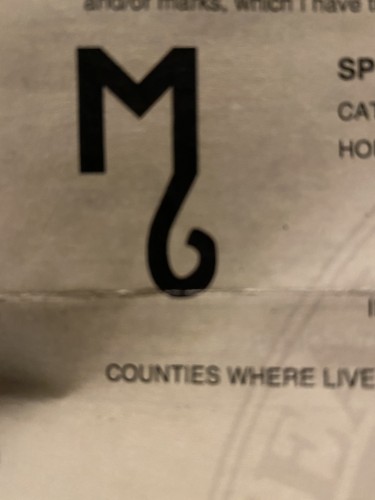 and/or marks, which I have
M
SP
CAT
HO
COUNTIES WHERE LIVE